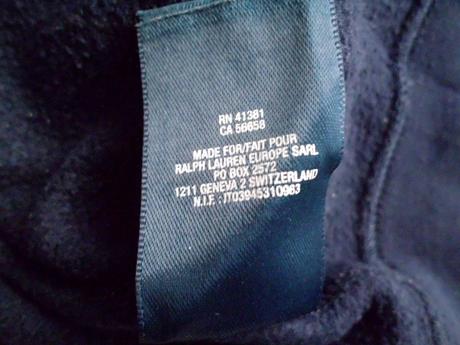 RN 41381
CA 56658
MADE FOR/FAIT POUR
RALPH LAUREN EUROPE SARL
PO BOX 2572
1211 GENEVA 2 SWITZERLAND
N.I.F. : IT03945310963